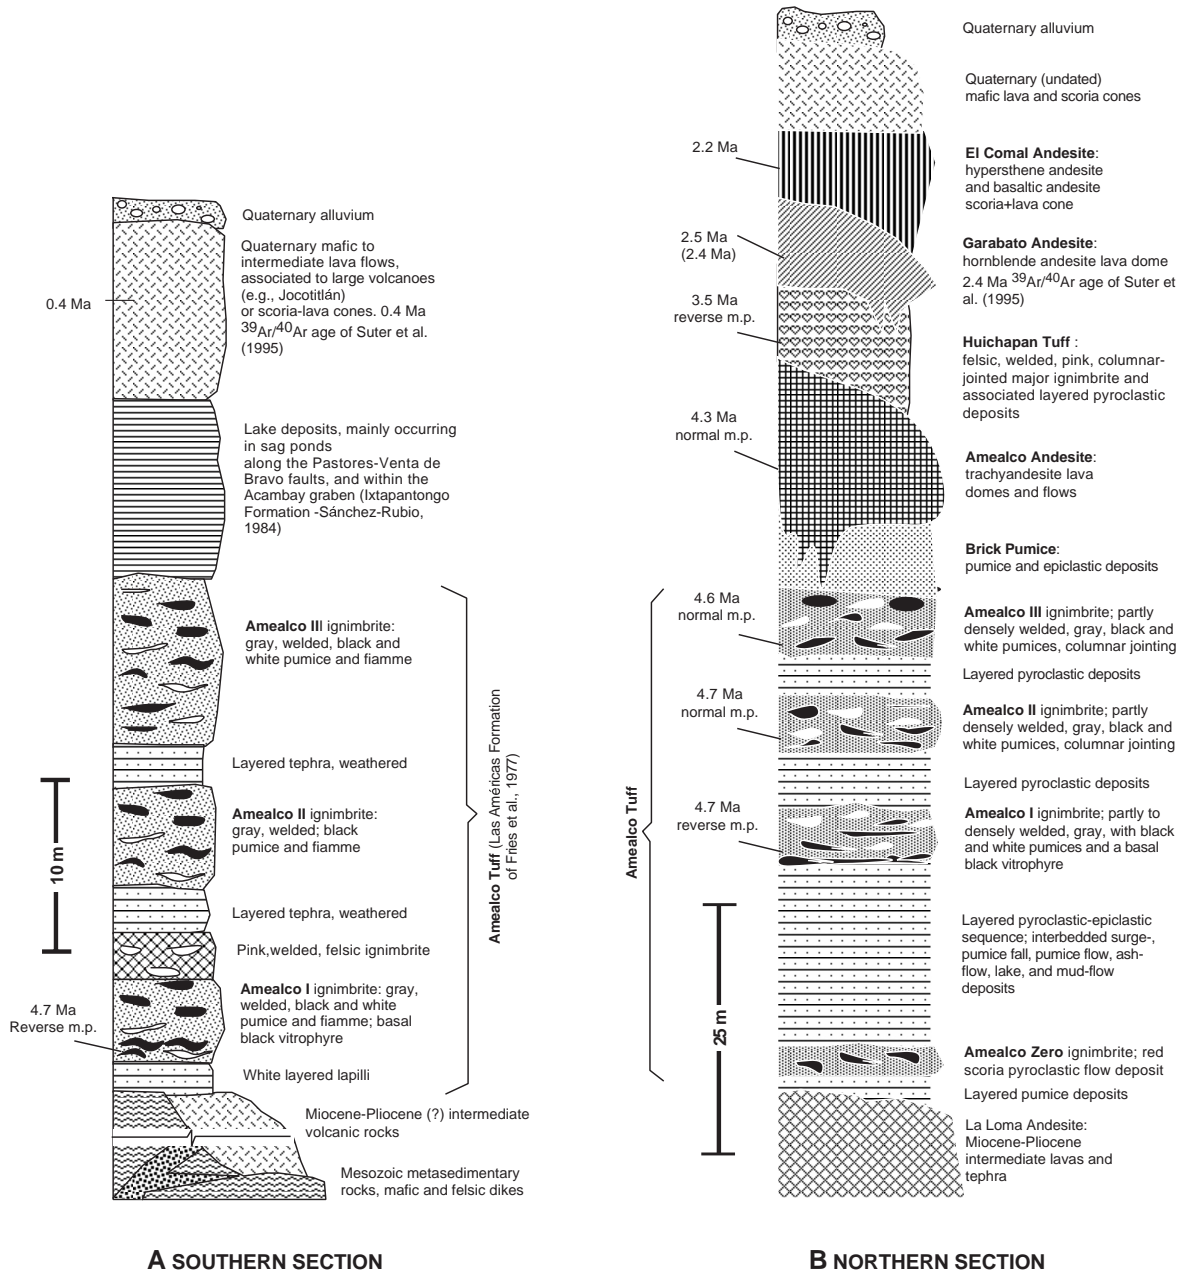 Quaternary alluvium
Quaternary mafic to
intermediate lava flows,
associated to large volcanoes
(e.g., Jocotitlán)
or scoria-lava cones. 0.4 Ma
39Ar/40Ar age of Suter et al.
(1995)
0.4 Ma
Lake deposits, mainly occurring
in sag ponds
along the Pastores-Venta de
Bravo faults, and within the
Acambay graben (Ixtapantongo
Formation -Sánchez-Rubio,
1984)
Amealco III ignimbrite:
gray, welded, black and
white pumice and fiamme
Layered tephra, weathered
Amealco II ignimbrite:
gray, welded; black
pumice and fiamme
Layered tephra, weathered
Pink,welded, felsic ignimbrite
Amealco I ignimbrite: gray,
welded, black and white
pumice and fiamme; basal
black vitrophyre
4.7 Ma
Reverse m.p.
White layered lapilli
Miocene-Pliocene (?) intermediate
volcanic rocks
Mesozoic metasedimentary
rocks, mafic and felsic dikes
10 m
Amealco Tuff (Las Américas Formation
of Fries et al., 1977)
A SOUTHERN SECTION
Quaternary alluvium
Quaternary (undated)
mafic lava and scoria cones
2.2 Ma
El Comal Andesite:
hypersthene andesite
and basaltic andesite
scoria+lava cone
2.5 Ma
(2.4 Ma)
Garabato Andesite:
hornblende andesite lava dome
2.4 Ma 39Ar/40Ar age of Suter et
al. (1995)
3.5 Ma
reverse m.p.
Huichapan Tuff :
felsic, welded, pink, columnar-
jointed major ignimbrite and
associated layered pyroclastic
deposits
4.3 Ma
normal m.p.
Amealco Andesite:
trachyandesite lava
domes and flows
Brick Pumice:
pumice and epiclastic deposits
4.6 Ma
normal m.p.
Amealco III ignimbrite; partly
densely welded, gray, black and
white pumices, columnar jointing
Layered pyroclastic deposits
4.7 Ma
normal m.p.
Amealco II ignimbrite; partly
densely welded, gray, black and
white pumices, columnar jointing
Layered pyroclastic deposits
4.7 Ma
reverse m.p.
Amealco I ignimbrite; partly to
densely welded, gray, with black
and white pumices and a basal
black vitrophyre
Layered pyroclastic-epiclastic
sequence; interbedded surge-,
pumice fall, pumice flow, ash-
flow, lake, and mud-flow
deposits
Amealco Zero ignimbrite; red
scoria pyroclastic flow deposit
Layered pumice deposits
La Loma Andesite:
Miocene-Pliocene
intermediate lavas and
tephra
Amealco Tuff
25 m
B NORTHERN SECTION